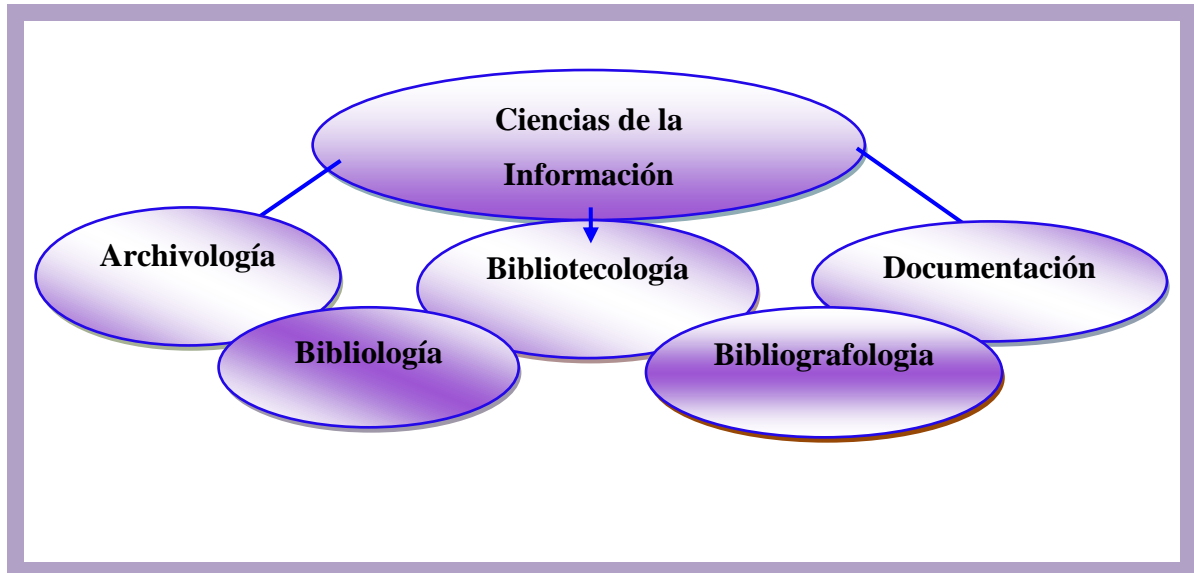 Ciencias de la
Información
Archivología
Bibliotecología
Documentación
Bibliología
Bibliografologia